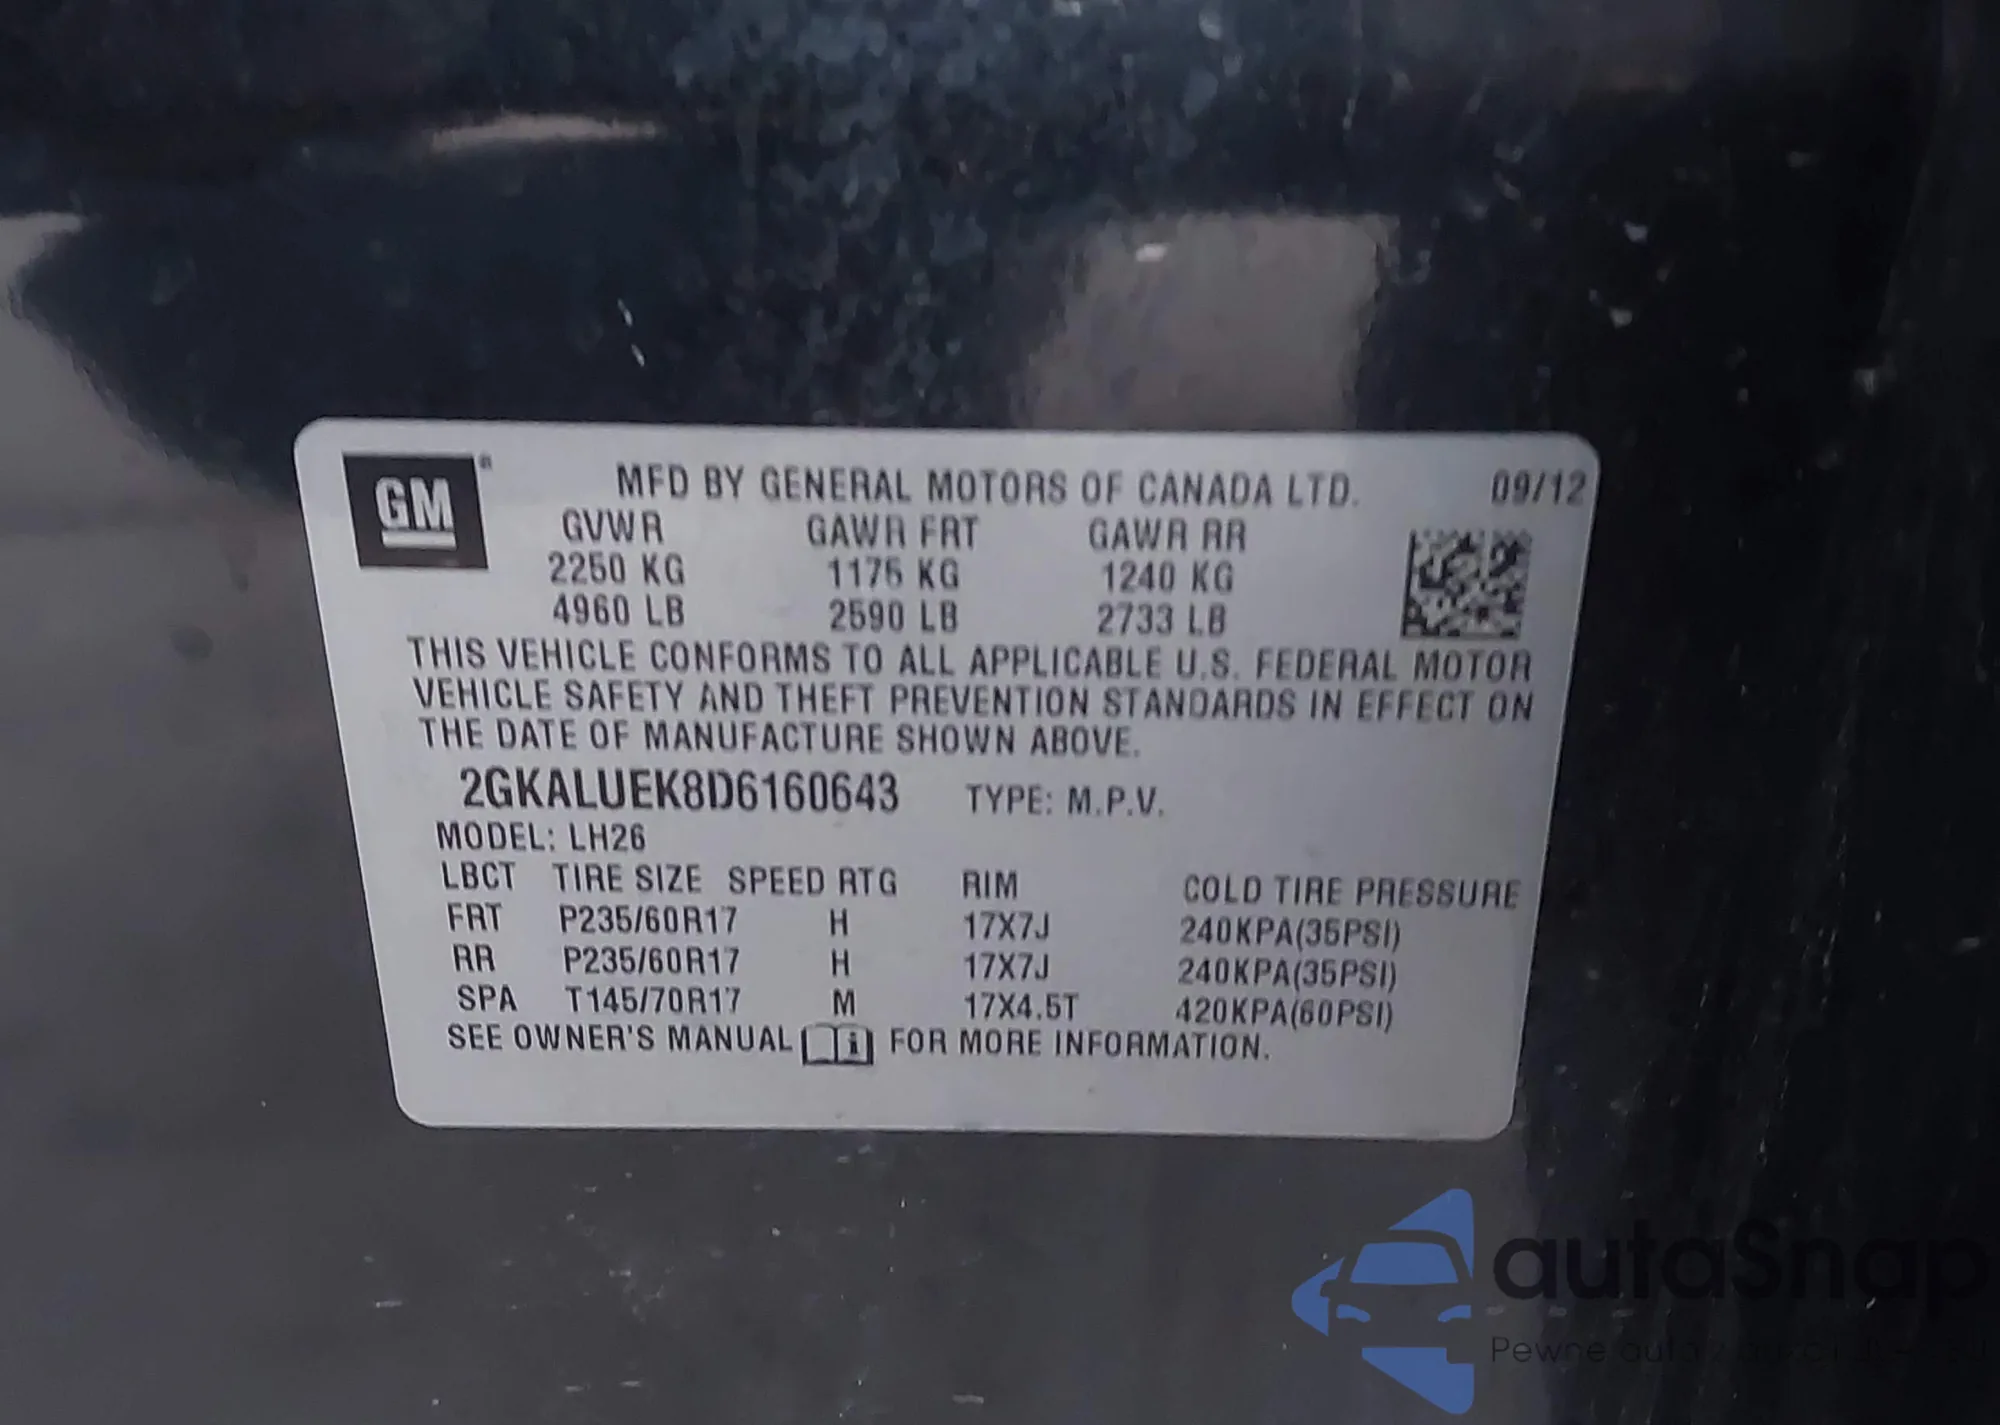 GM® MFD BY GENERAL MOTORS OF CANADA LTD. 09/12
GVWR GAWR FRT GAWR RR
2250 KG 1175 KG 1240 KG
4960 LB 2590 LB 2733 LB
THIS VEHICLE CONFORMS TO ALL APPLICABLE U.S. FEDERAL MOTOR
VEHICLE SAFETY AND THEFT PREVENTION STANDARDS IN EFFECT ON
THE DATE OF MANUFACTURE SHOWN ABOVE.
2GKALUEK8D6160643 TYPE: M.P.V.
MODEL: LH26
LBCT TIRE SIZE SPEED RTG RIM COLD TIRE PRESSURE
FRT P235/60R17 H 17X7J 240KPA(35PSI)
RR P235/60R17 H 17X7J 240KPA(35PSI)
SPA T145/70R17 M 17X4.5T 420KPA(60PSI)
SEE OWNER'S MANUAL i FOR MORE INFORMATION.
autaSnap
Pewne auta z